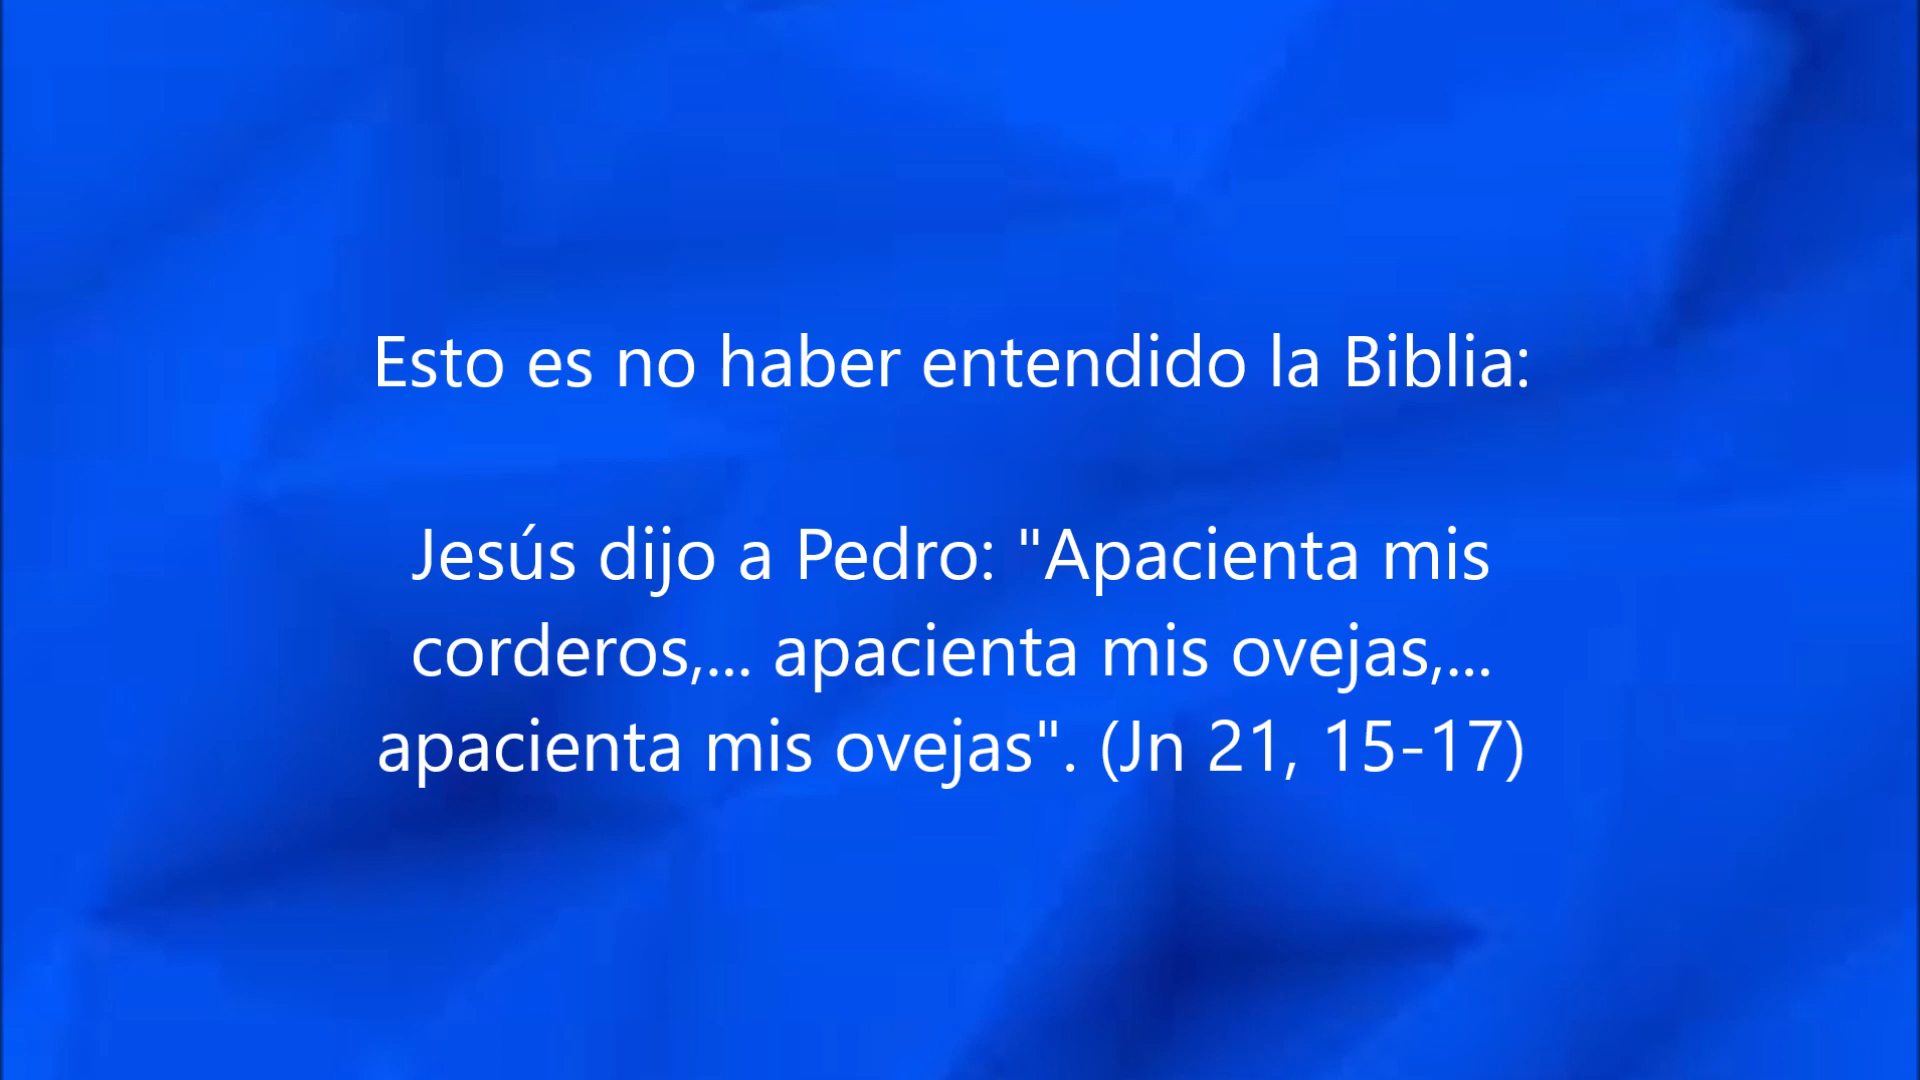 Esto es no haber entendido la Biblia:
Jesús dijo a Pedro: "Apacienta mis
corderos,... apacienta mis ovejas,...
apacienta mis ovejas". (Jn 21, 15-17)